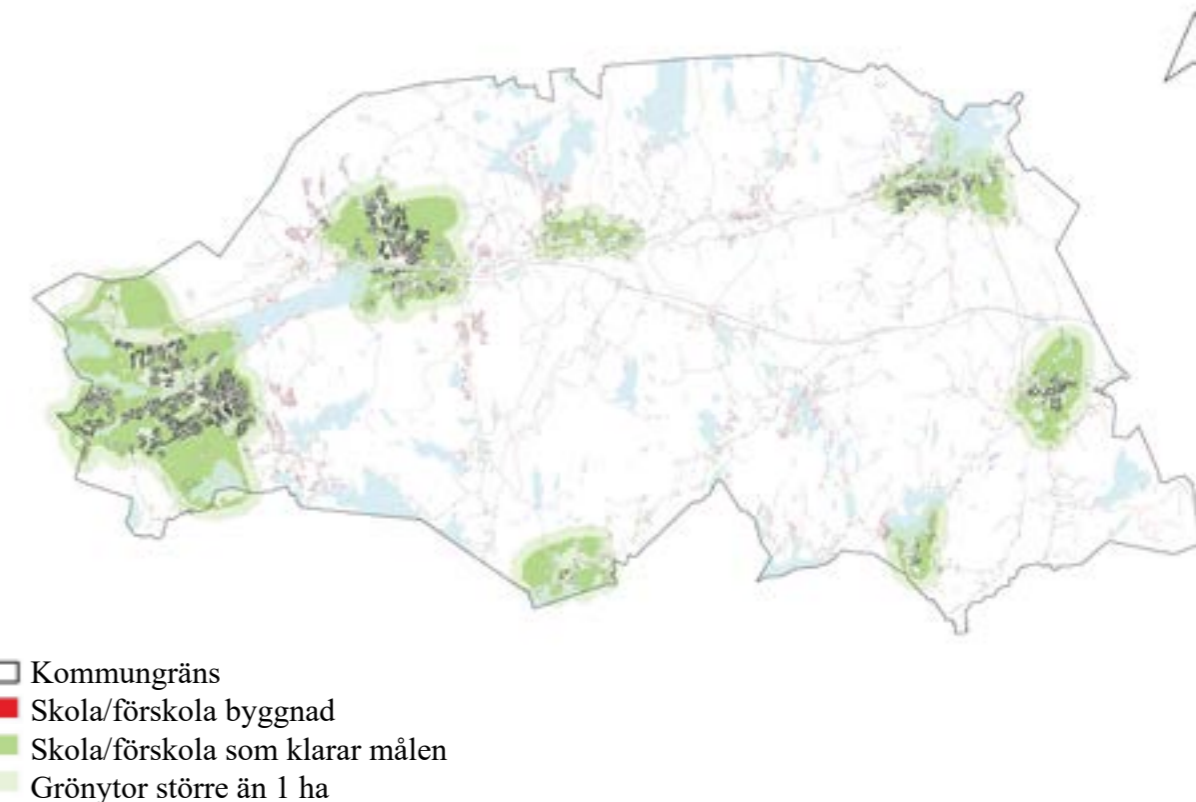 Kommungräns
Skola/förskola byggnad
Skola/förskola som klarar målen
Grönytor större än 1 ha